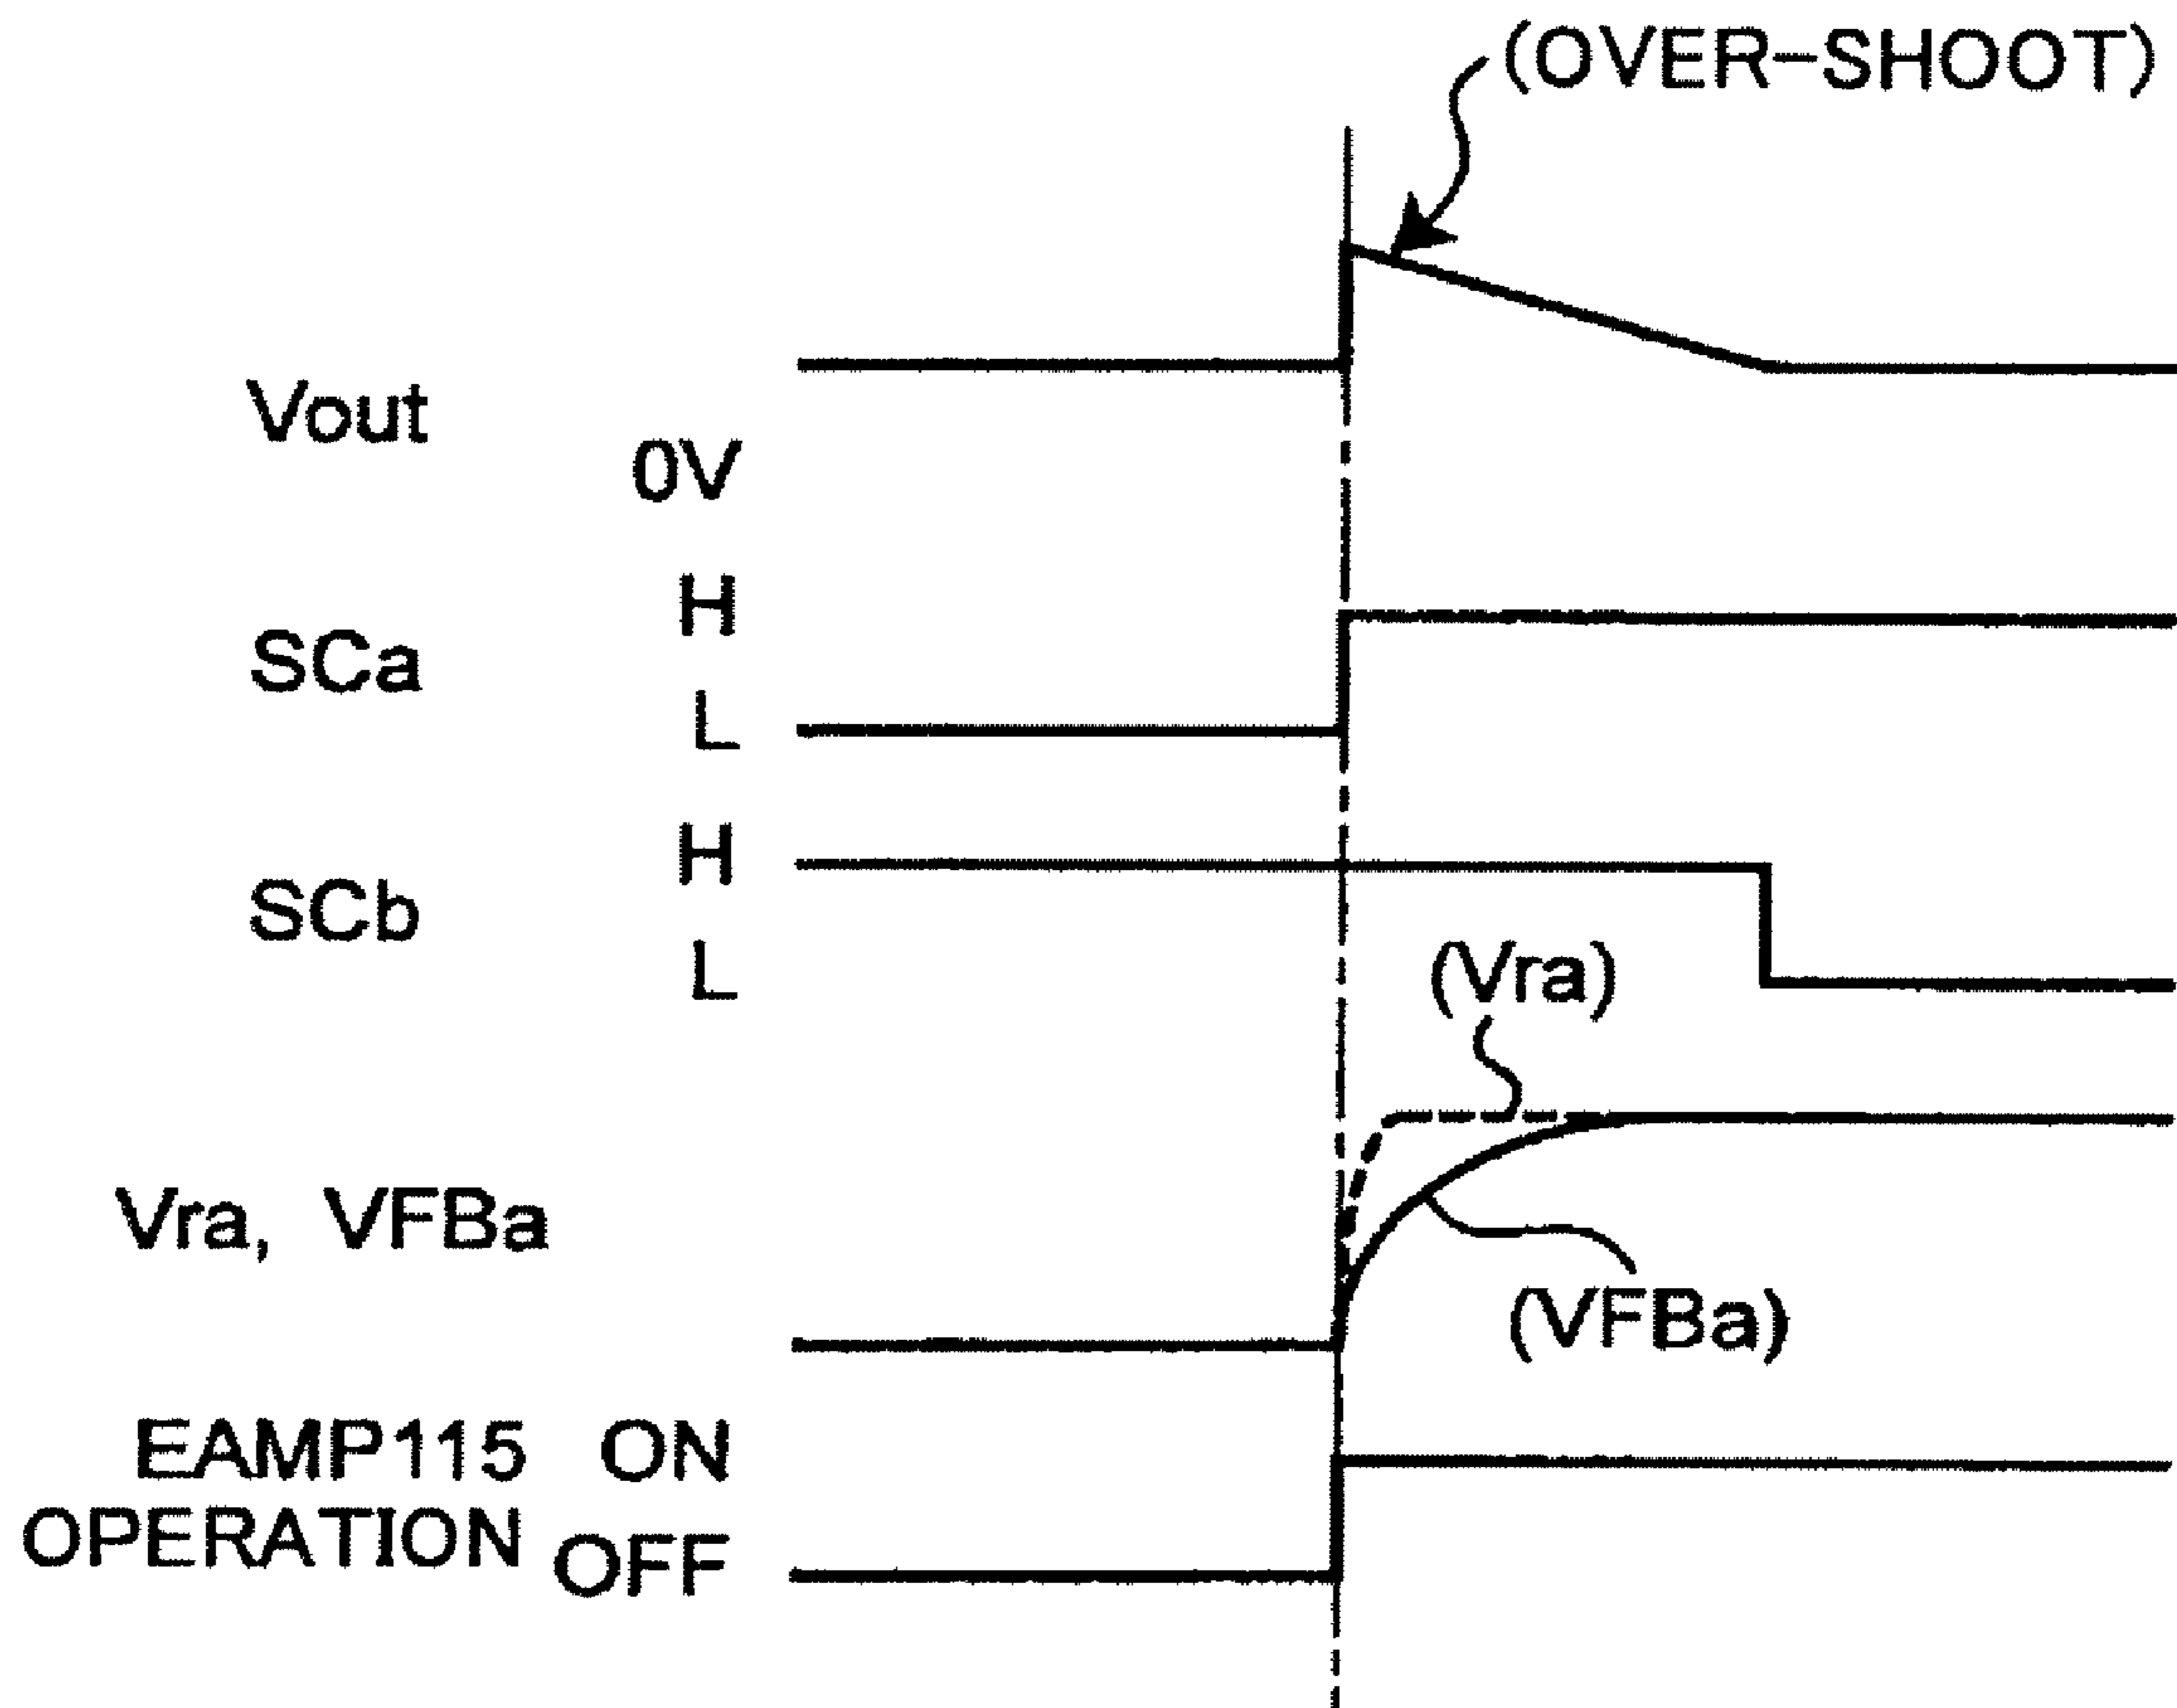 (OVER-SHOOT)
Vout
0V
H
SCa
L
H
SCb
L
(Vra)
Vra, VFBa
(VFBa)
EAMP115 ON
OPERATION OFF